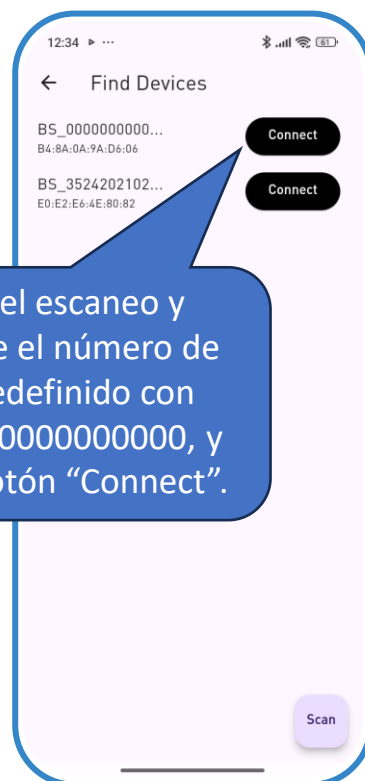 12:34 ···
61
← Find Devices
BS_0000000000...
B4:8A:0A:9A:D6:06
Connect
BS_3524202102...
E0:E2:E6:4E:80:82
Connect
el escaneo y
e el número de
edefinido con
0000000000, y
otón “Connect”.
Scan